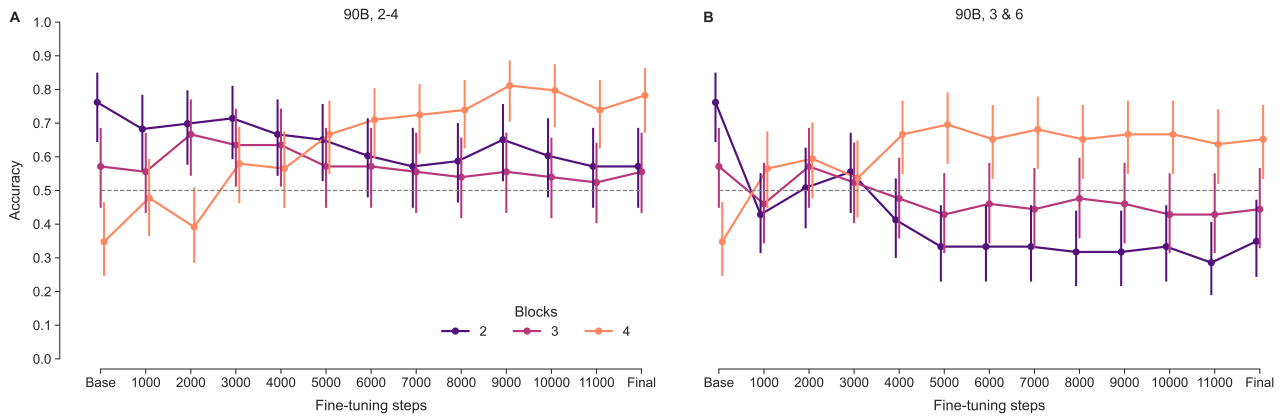 A
90B, 2-4
B
90B, 3 & 6
1.0
0.9
0.8
0.7
0.6
0.5
0.4
0.3
0.2
0.1
0.0
Accuracy
Blocks
2 3 4
Base 1000 2000 3000 4000 5000 6000 7000 8000 9000 10000 11000 Final
Fine-tuning steps
Base 1000 2000 3000 4000 5000 6000 7000 8000 9000 10000 11000 Final
Fine-tuning steps